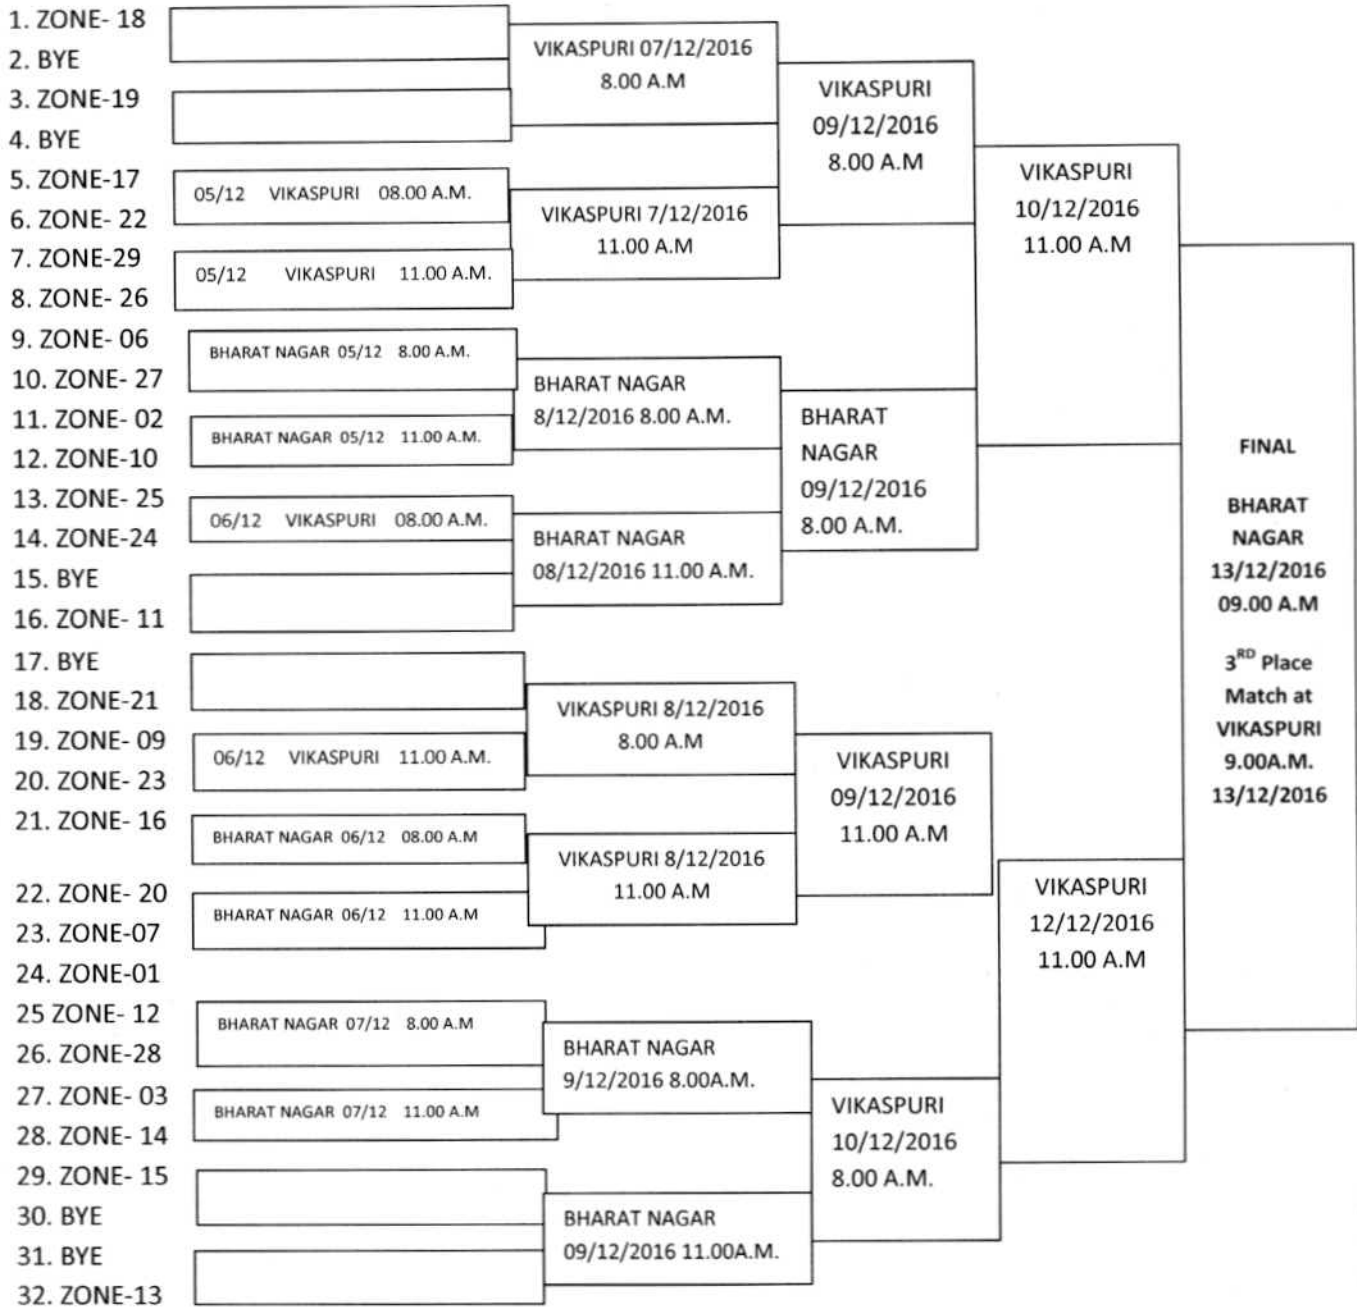 1. ZONE- 18
2. BYE
3. ZONE-19
4. BYE
5. ZONE-17
6. ZONE- 22
7. ZONE-29
8. ZONE- 26
9. ZONE- 06
10. ZONE- 27
11. ZONE- 02
12. ZONE-10
13. ZONE- 25
14. ZONE-24
15. BYE
16. ZONE- 11
17. BYE
18. ZONE-21
19. ZONE- 09
20. ZONE- 23
21. ZONE- 16
22. ZONE- 20
23. ZONE-07
24. ZONE-01
25 ZONE- 12
26. ZONE-28
27. ZONE- 03
28. ZONE- 14
29. ZONE- 15
30. BYE
31. BYE
32. ZONE-13
05/12 VIKASPURI 08.00 A.M.
05/12 VIKASPURI 11.00 A.M.
BHARAT NAGAR 05/12 8.00 A.M.
BHARAT NAGAR 05/12 11.00 A.M.
06/12 VIKASPURI 08.00 A.M.
06/12 VIKASPURI 11.00 A.M.
BHARAT NAGAR 06/12 08.00 A.M
BHARAT NAGAR 06/12 11.00 A.M
BHARAT NAGAR 07/12 8.00 A.M
BHARAT NAGAR 07/12 11.00 A.M
VIKASPURI 07/12/2016
8.00 A.M
VIKASPURI 7/12/2016
11.00 A.M
BHARAT NAGAR
8/12/2016 8.00 A.M.
BHARAT NAGAR
08/12/2016 11.00 A.M.
VIKASPURI 8/12/2016
8.00 A.M
VIKASPURI 8/12/2016
11.00 A.M
BHARAT NAGAR
9/12/2016 8.00A.M.
BHARAT NAGAR
09/12/2016 11.00A.M.
VIKASPURI
09/12/2016
8.00 A.M
BHARAT
NAGAR
09/12/2016
8.00 A.M.
VIKASPURI
09/12/2016
11.00 A.M
VIKASPURI
10/12/2016
8.00 A.M.
VIKASPURI
10/12/2016
11.00 A.M
VIKASPURI
12/12/2016
11.00 A.M
FINAL
BHARAT
NAGAR
13/12/2016
09.00 A.M
3RD Place
Match at
VIKASPURI
9.00A.M.
13/12/2016